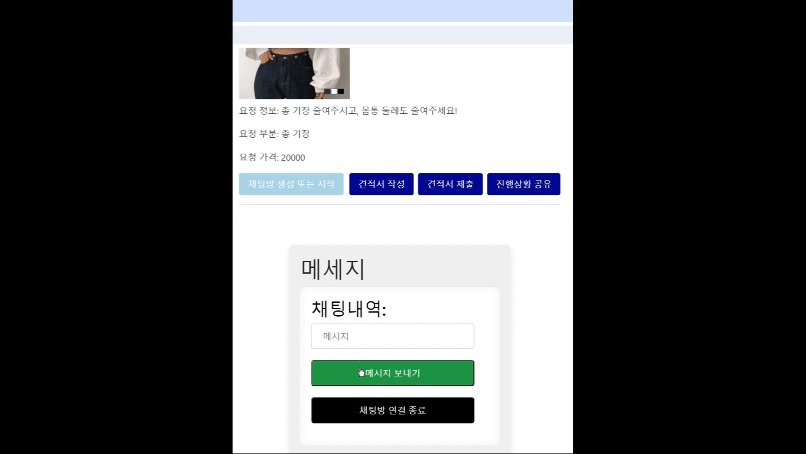 요청 정보: 총 기장 줄여주시고, 몸통 둘레도 줄여주세요!
요청 부분: 총 기장
요청 가격: 20000
채팅방 생성 또는 시작 견적서 작성 견적서 제출 진행상황 공유
메세지
채팅내역:
메시지
메시지 보내기
채팅방 연결 종료